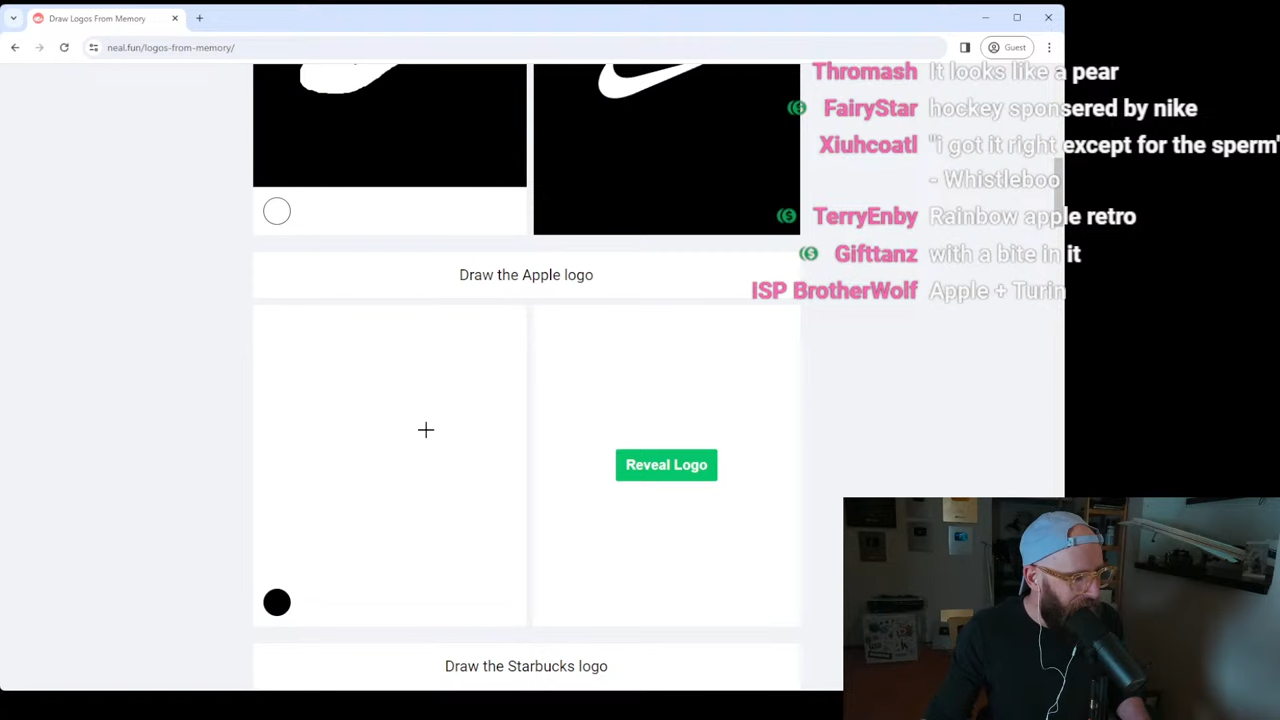 Draw Logos From Memory
neal.fun/logos-from-memory/
Guest
Thromash It looks like a pear
FairyStar hockey sponsered by nike
Xiuhcoatl "i got it right except for the sperm"
- Whistleboo
TerryEnby Rainbow apple retro
Gifttanz with a bite in it
ISP BrotherWolf Apple + Turin
Draw the Apple logo
Reveal Logo
Draw the Starbucks logo